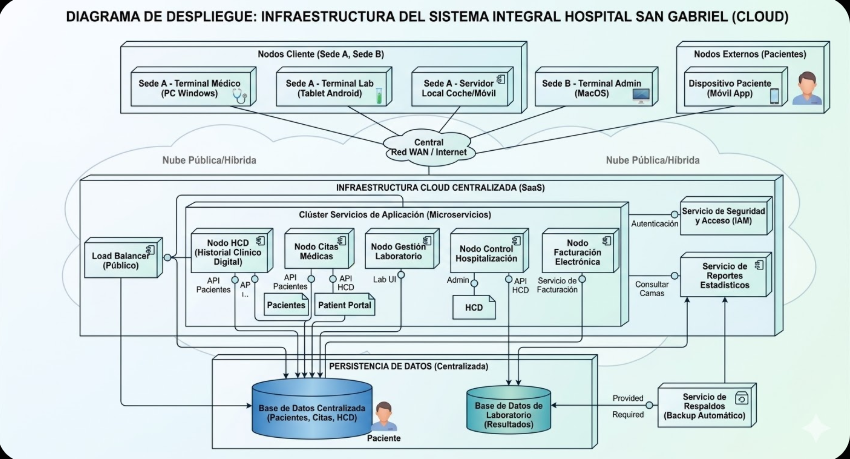 DIAGRAMA DE DESPLIEGUE: INFRAESTRUCTURA DEL SISTEMA INTEGRAL HOSPITAL SAN GABRIEL (CLOUD)
Nodos Cliente (Sede A, Sede B)
Nodos Externos (Pacientes)
Sede A - Terminal Médico
(PC Windows)
Sede A - Terminal Lab
(Tablet Android)
Sede A - Servidor
Local Coche/Móvil
Sede B - Terminal Admin
(MacOS)
Dispositivo Paciente
(Móvil App)
Central
Red WAN / Internet
Nube Pública/Híbrida
Nube Pública/Híbrida
INFRAESTRUCTURA CLOUD CENTRALIZADA (SaaS)
Clúster Servicios de Aplicación (Microservicios)
Load Balancer
(Público)
Nodo HCD
(Historial Clínico
Digital)
Nodo Citas
Médicas
Nodo Gestión
Laboratorio
Nodo Control
Hospitalización
Nodo
Facturación
Electrónica
Autenticación
Servicio de Seguridad
y Acceso (IAM)
API
Pacientes
AP
I..
API
Pacientes
API
HCD
Lab UI
Admin
API
HCD
Servicio de
Facturación
Consultar
Camas
Servicio de
Reportes
Estadísticos
Pacientes
Patient Portal
HCD
PERSISTENCIA DE DATOS (Centralizada)
Base de Datos Centralizada
(Pacientes, Citas, HCD)
Paciente
Base de Datos de
Laboratorio
(Resultados)
Provided
Required
Servicio de
Respaldos
(Backup Automático)